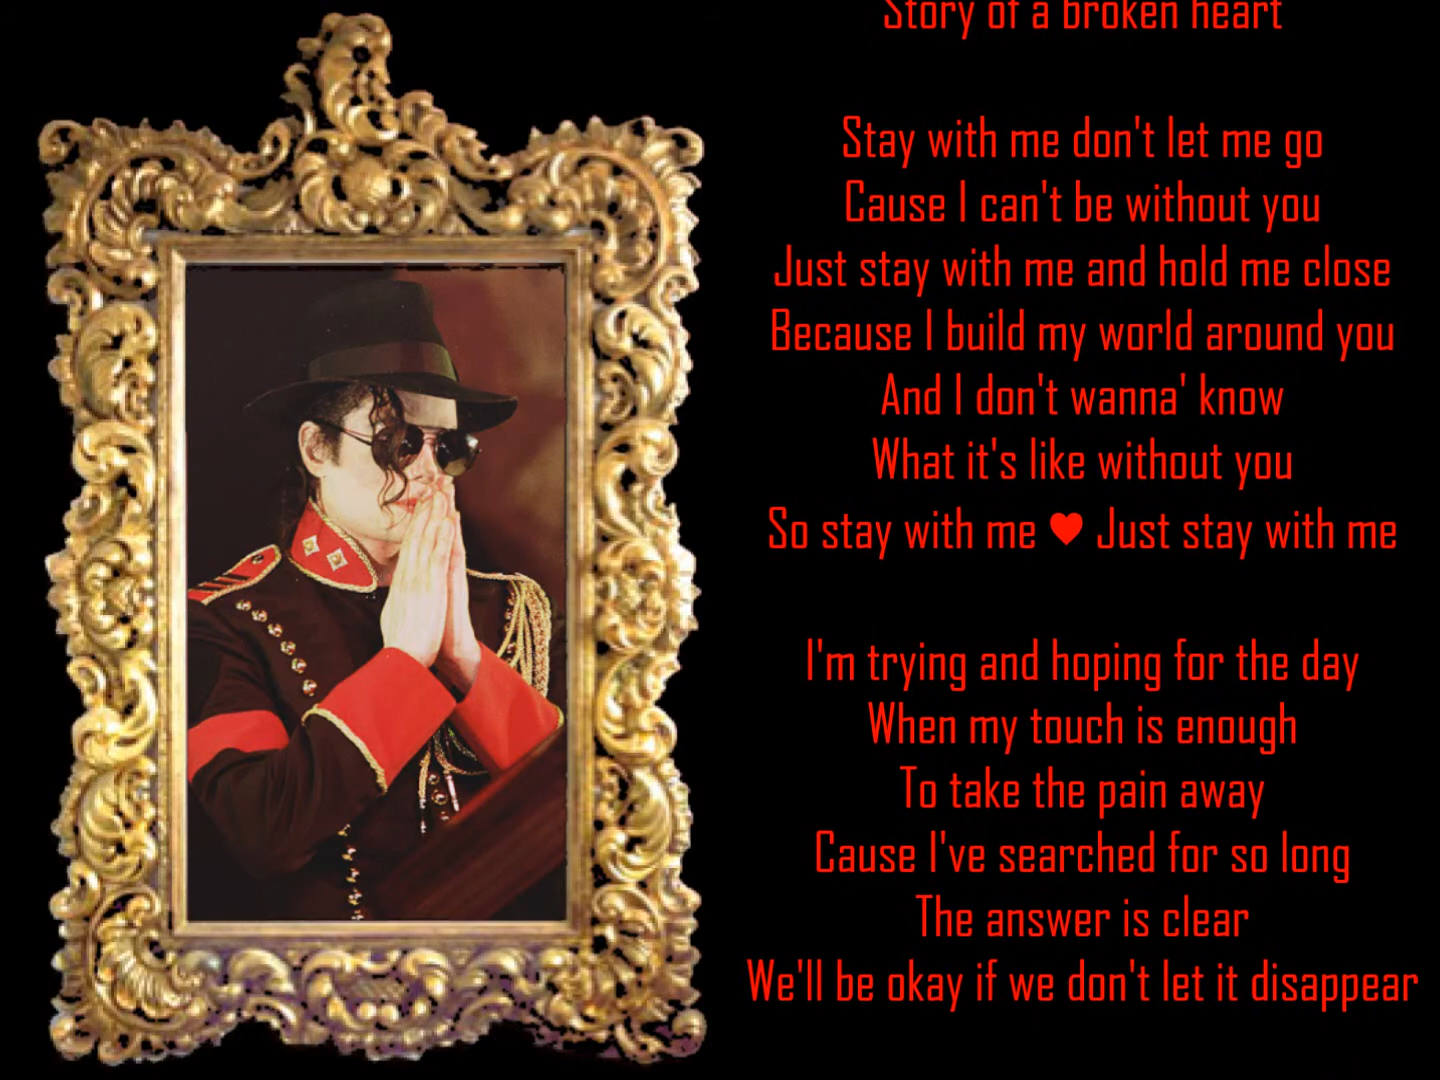 Story of a broken heart
Stay with me don't let me go
Cause I can't be without you
Just stay with me and hold me close
Because I build my world around you
And I don't wanna' know
What it's like without you
So stay with me ♥ Just stay with me
I'm trying and hoping for the day
When my touch is enough
To take the pain away
Cause I've searched for so long
The answer is clear
We'll be okay if we don't let it disappear